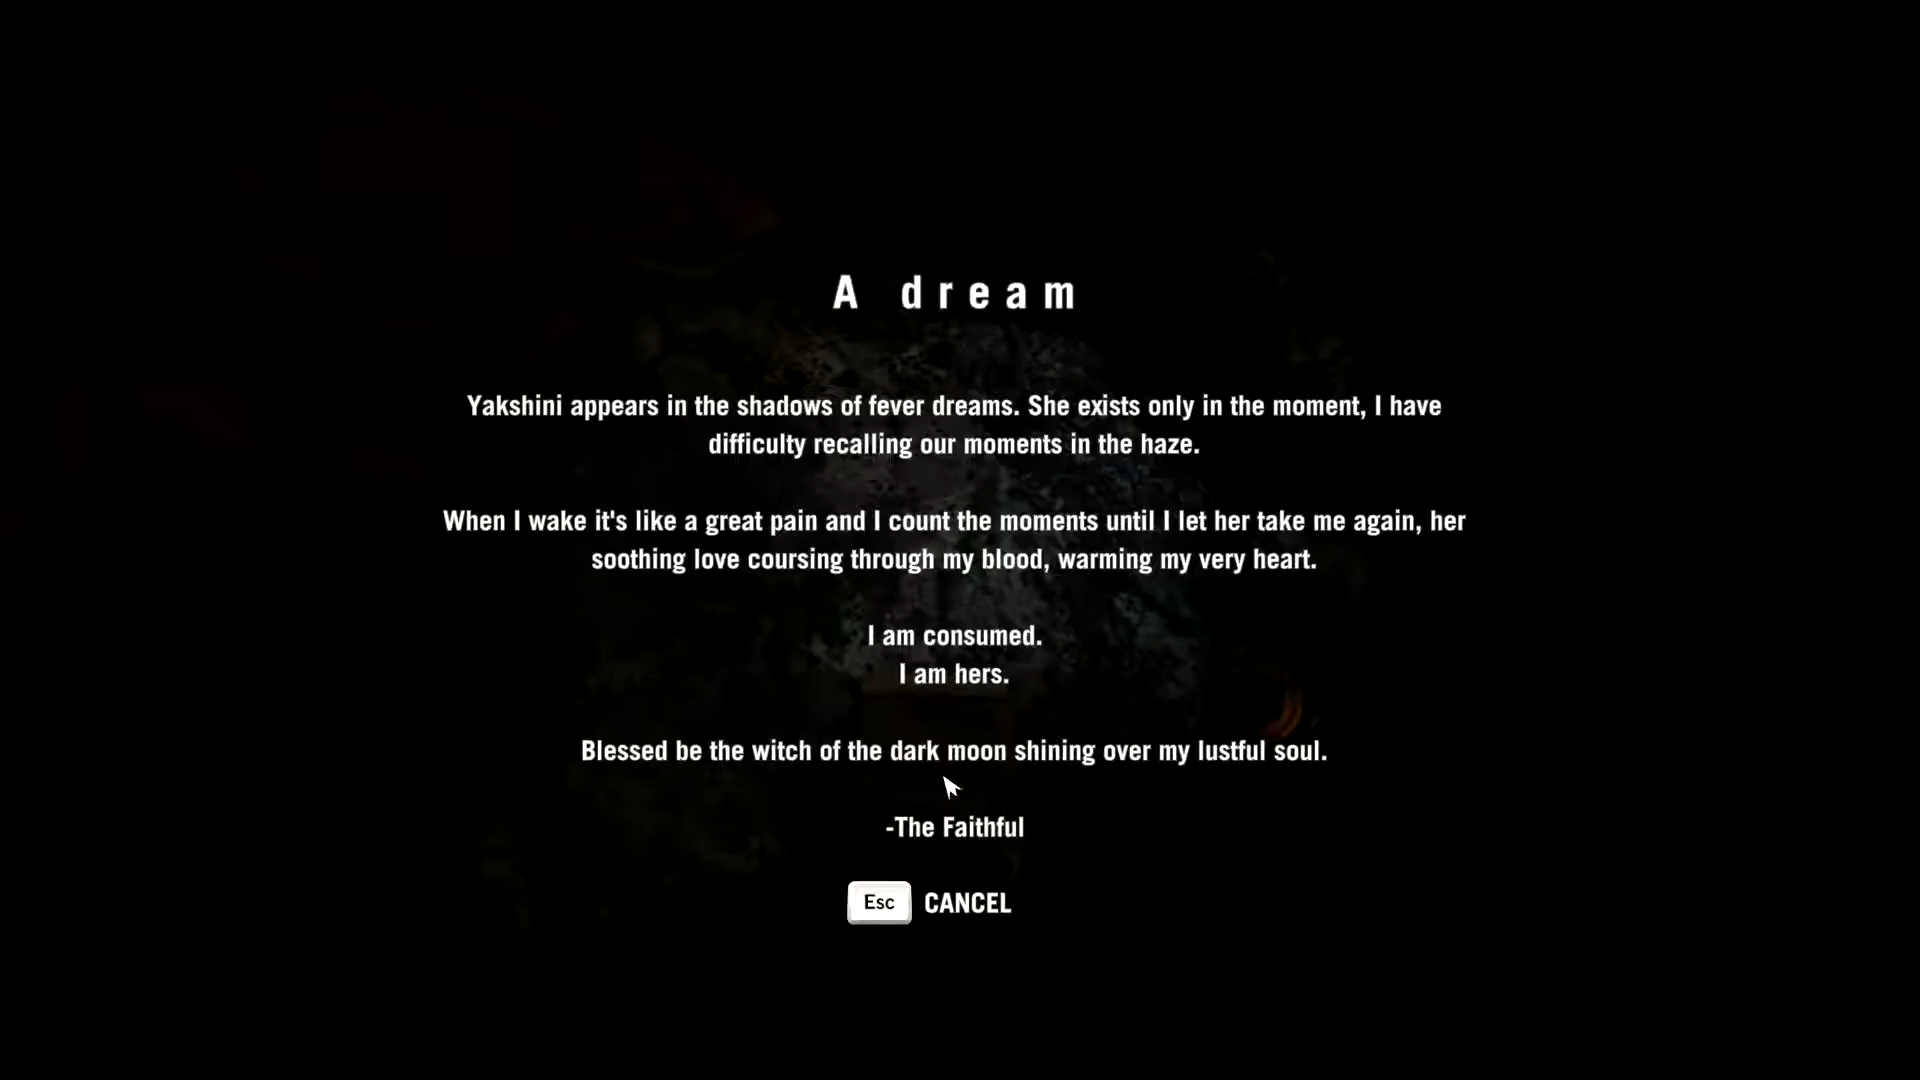 A dream
Yakshini appears in the shadows of fever dreams. She exists only in the moment, I have
difficulty recalling our moments in the haze.
When I wake it's like a great pain and I count the moments until I let her take me again, her
soothing love coursing through my blood, warming my very heart.
I am consumed.
I am hers.
Blessed be the witch of the dark moon shining over my lustful soul.
-The Faithful
Esc CANCEL